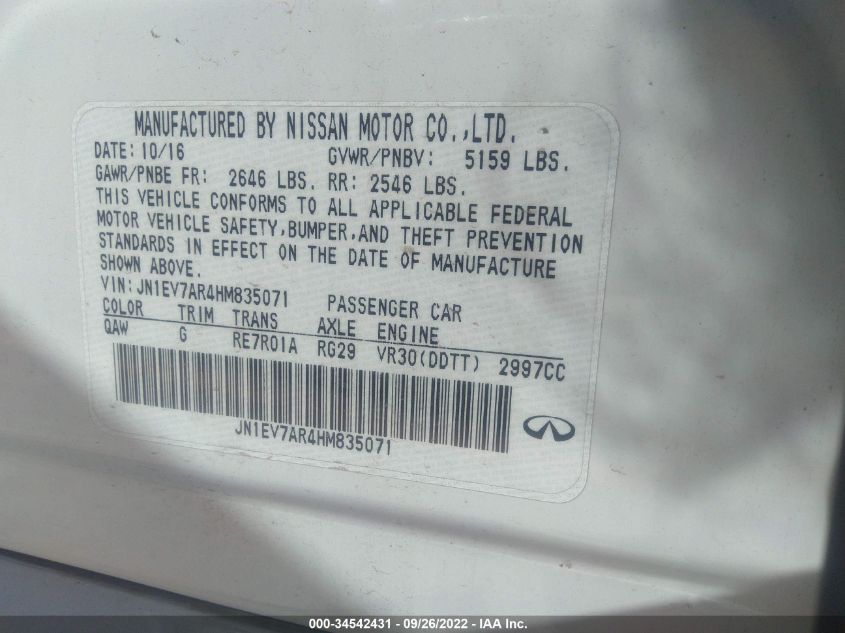 MANUFACTURED BY NISSAN MOTOR CO.,LTD.
DATE: 10/16 GVWR/PNBV: 5159 LBS.
GAWR/PNBE FR: 2646 LBS. RR: 2546 LBS.
THIS VEHICLE CONFORMS TO ALL APPLICABLE FEDERAL
MOTOR VEHICLE SAFETY,BUMPER,AND THEFT PREVENTION
STANDARDS IN EFFECT ON THE DATE OF MANUFACTURE
SHOWN ABOVE.
VIN:JN1EV7AR4HM835071 PASSENGER CAR
COLOR TRIM TRANS AXLE ENGINE
QAW G RE7R01A RG29 VR30(DDTT) 2997CC
JN1EV7AR4HM835071
000-34542431 - 09/26/2022 - IAA Inc.